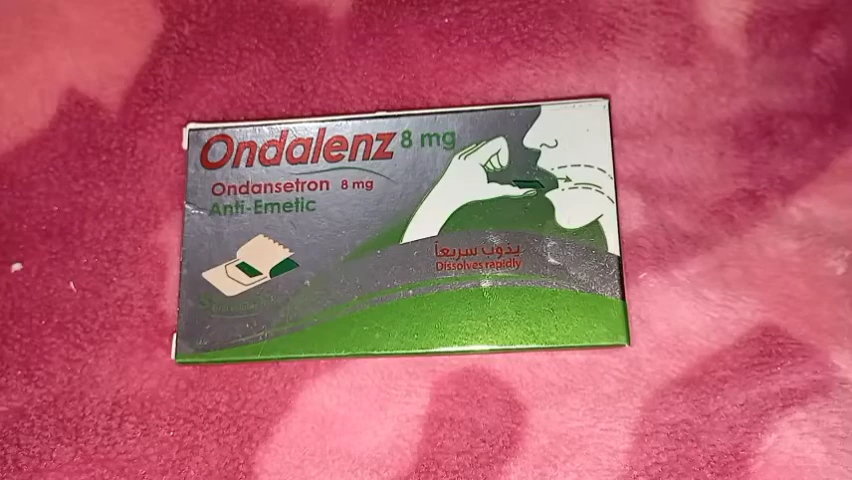 Ondalenz 8 mg
Ondansetron 8 mg
Anti-Emetic
يذوب سريعاً
Dissolves rapidly